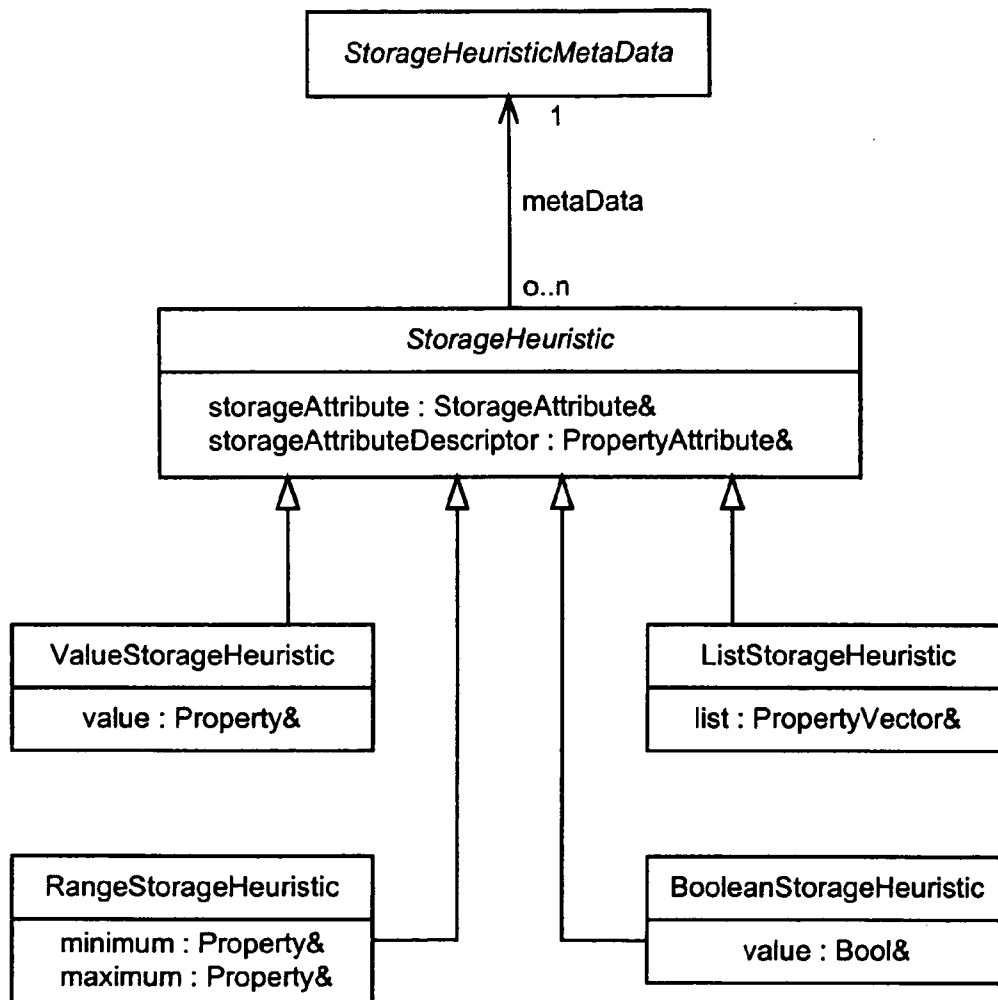 StorageHeuristicMetaData
1
metaData
o..n
StorageHeuristic
storageAttribute : StorageAttribute&
storageAttributeDescriptor : PropertyAttribute&
ValueStorageHeuristic
value : Property&
ListStorageHeuristic
list : PropertyVector&
RangeStorageHeuristic
minimum : Property&
maximum : Property&
BooleanStorageHeuristic
value : Bool&